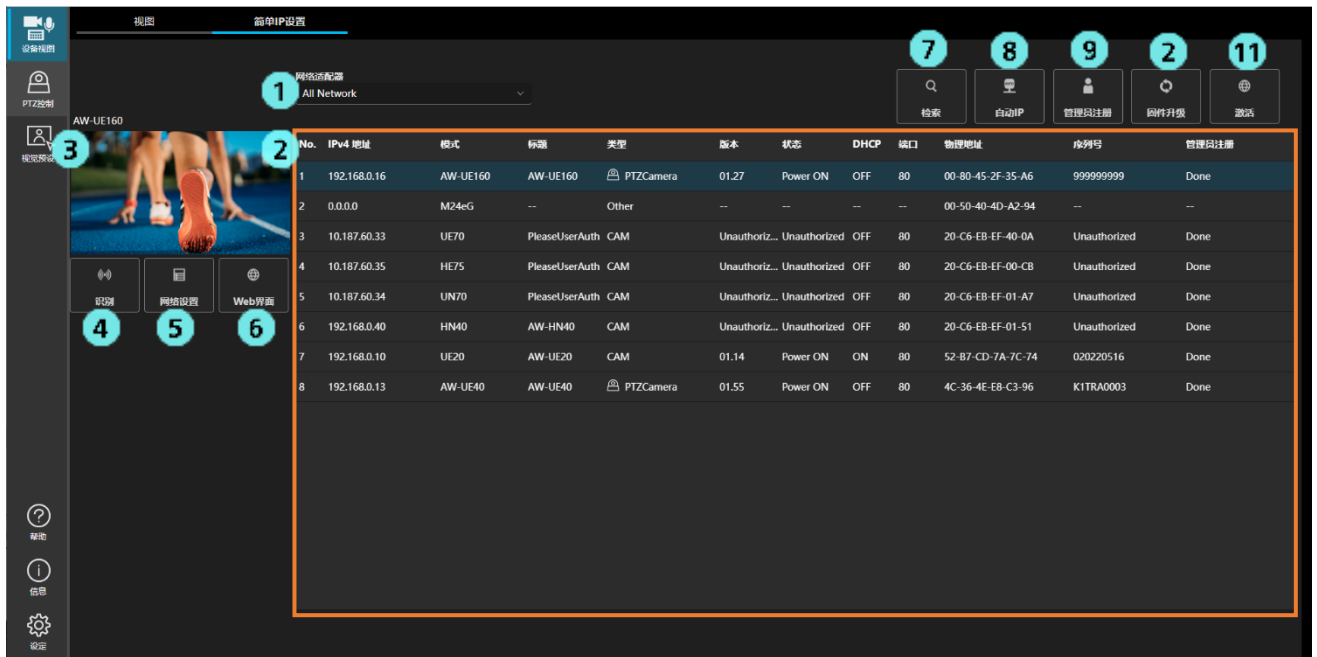 设备视图
PTZ控制
视觉预设
帮助
信息
设定
视图 简单IP设置
网络适配器
All Network
1
7
8
9
2
11
检索
自动IP
管理员注册
固件升级
激活
AW-UE160
3
2
识别
网络设置
Web界面
4
5
6
No. IPv4 地址 模式 标题 类型 版本 状态 DHCP 端口 物理地址 序列号 管理员注册
1 192.168.0.16 AW-UE160 AW-UE160 PTZCamera 01.27 Power ON OFF 80 00-80-45-2F-35-A6 999999999 Done
2 0.0.0.0 M24eG -- Other -- -- -- -- 00-50-40-4D-A2-94 -- --
3 10.187.60.33 UE70 PleaseUserAuth CAM Unauthoriz... Unauthorized OFF 80 20-C6-EB-EF-40-0A Unauthorized Done
4 10.187.60.35 HE75 PleaseUserAuth CAM Unauthoriz... Unauthorized OFF 80 20-C6-EB-EF-00-CB Unauthorized Done
5 10.187.60.34 UN70 PleaseUserAuth CAM Unauthoriz... Unauthorized OFF 80 20-C6-EB-EF-01-A7 Unauthorized Done
6 192.168.0.40 HN40 AW-HN40 CAM Unauthoriz... Unauthorized OFF 80 20-C6-EB-EF-01-51 Unauthorized Done
7 192.168.0.10 UE20 AW-UE20 CAM 01.14 Power ON ON 80 52-B7-CD-7A-7C-74 020220516 Done
8 192.168.0.13 AW-UE40 AW-UE40 PTZCamera 01.55 Power ON OFF 80 4C-36-4E-E8-C3-96 K1TRA0003 Done